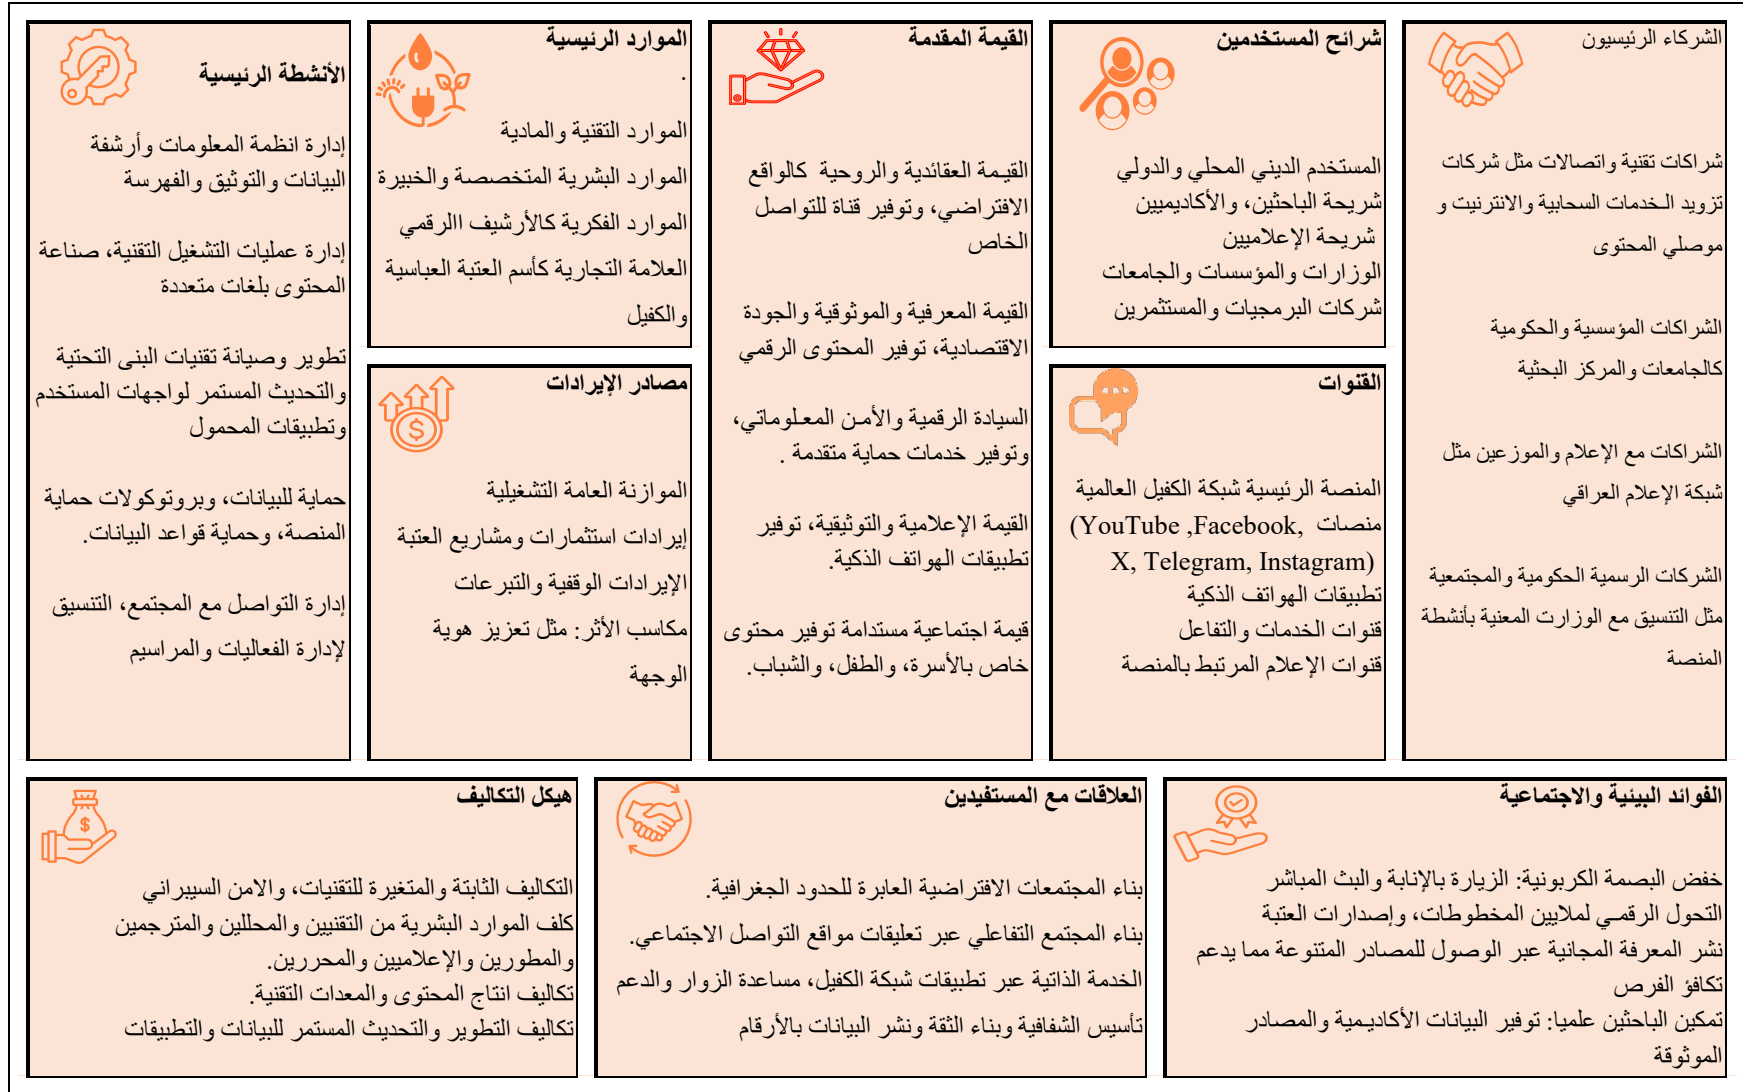 الشركاء الرئيسيون
شراكات تقنية واتصالات مثل شركات
تزويد الخدمات السحابية والانترنيت و
موصلي المحتوى
الشراكات المؤسسية والحكومية
كالجامعات والمركز البحثية
الشراكات مع الإعلام والموزعين مثل
شبكة الإعلام العراقي
الشركات الرسمية الحكومية والمجتمعية
مثل التنسيق مع الوزارت المعنية بأنشطة
المنصة
شرائح المستخدمين
المستخدم الديني المحلي والدولي
شريحة الباحثين، والأكاديميين
شريحة الإعلاميين
الوزارات والمؤسسات والجامعات
شركات البرمجيات والمستثمرين
القنوات
المنصة الرئيسية شبكة الكفيل العالمية
منصات (YouTube ,Facebook,
X, Telegram, Instagram)
تطبيقات الهواتف الذكية
قنوات الخدمات والتفاعل
قنوات الإعلام المرتبط بالمنصة
القيمة المقدمة
القيمة العقائدية والروحية كالواقع
الافتراضي، وتوفير قناة للتواصل
الخاص
القيمة المعرفية والموثوقية والجودة
الاقتصادية، توفير المحتوى الرقمي
السيادة الرقمية والأمن المعلوماتي،
وتوفير خدمات حماية متقدمة .
القيمة الإعلامية والتوثيقية، توفير
تطبيقات الهواتف الذكية.
قيمة اجتماعية مستدامة توفير محتوى
خاص بالأسرة، والطفل، والشباب.
الموارد الرئيسية
.
الموارد التقنية والمادية
الموارد البشرية المتخصصة والخبيرة
الموارد الفكرية كالأرشيف االرقمي
العلامة التجارية كأسم العتبة العباسية
والكفيل
مصادر الإيرادات
الموازنة العامة التشغيلية
إيرادات استثمارات ومشاريع العتبة
الإيرادات الوقفية والتبرعات
مكاسب الأثر: مثل تعزيز هوية
الوجهة
الأنشطة الرئيسية
إدارة انظمة المعلومات وأرشفة
البيانات والتوثيق والفهرسة
إدارة عمليات التشغيل التقنية، صناعة
المحتوى بلغات متعددة
تطوير وصيانة تقنيات البنى التحتية
والتحديث المستمر لواجهات المستخدم
وتطبيقات المحمول
حماية للبيانات، وبروتوكولات حماية
المنصة، وحماية قواعد البيانات.
إدارة التواصل مع المجتمع، التنسيق
لإدارة الفعاليات والمراسيم
الفوائد البيئية والاجتماعية
خفض البصمة الكربونية: الزيارة بالإنابة والبث المباشر
التحول الرقمي لملايين المخطوطات، وإصدارات العتبة
نشر المعرفة المجانية عبر الوصول للمصادر المتنوعة مما يدعم
تكافؤ الفرص
تمكين الباحثين علميا: توفير البيانات الأكاديمية والمصادر
الموثوقة
العلاقات مع المستفيدين
بناء المجتمعات الافتراضية العابرة للحدود الجغرافية.
بناء المجتمع التفاعلي عبر تعليقات مواقع التواصل الاجتماعي.
الخدمة الذاتية عبر تطبيقات شبكة الكفيل، مساعدة الزوار والدعم
تأسيس الشفافية وبناء الثقة ونشر البيانات بالأرقام
هيكل التكاليف
التكاليف الثابتة والمتغيرة للتقنيات، والامن السيبراني
كلف الموارد البشرية من التقنيين والمحللين والمترجمين
والمطورين والإعلاميين والمحررين.
تكاليف انتاج المحتوى والمعدات التقنية.
تكاليف التطوير والتحديث المستمر للبيانات والتطبيقات